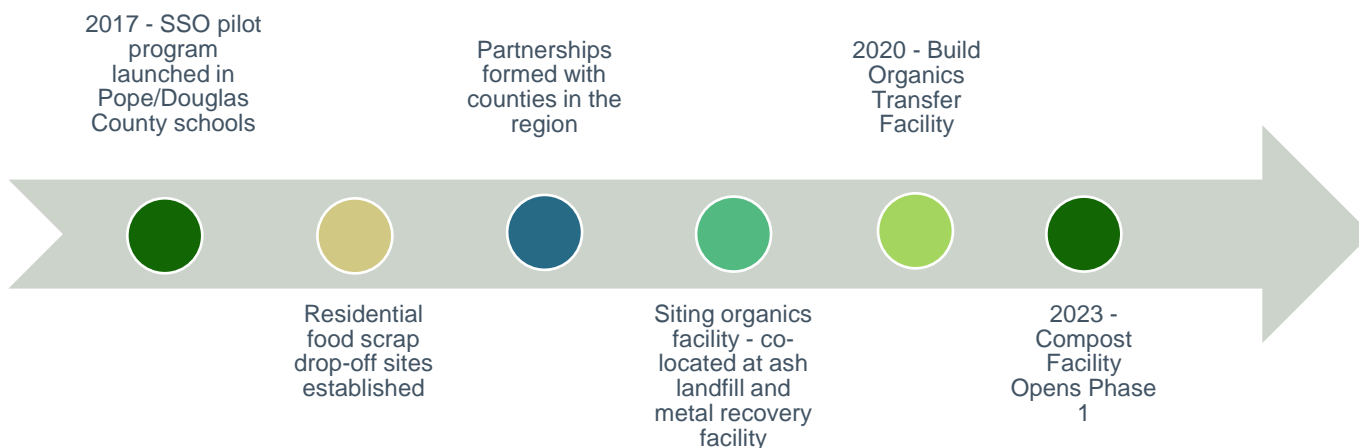 2017 - SSO pilot
program
launched in
Pope/Douglas
County schools
Residential
food scrap
drop-off sites
established
Partnerships
formed with
counties in the
region
Siting organics
facility - co-
located at ash
landfill and
metal recovery
facility
2020 - Build
Organics
Transfer
Facility
2023 -
Compost
Facility
Opens Phase
1